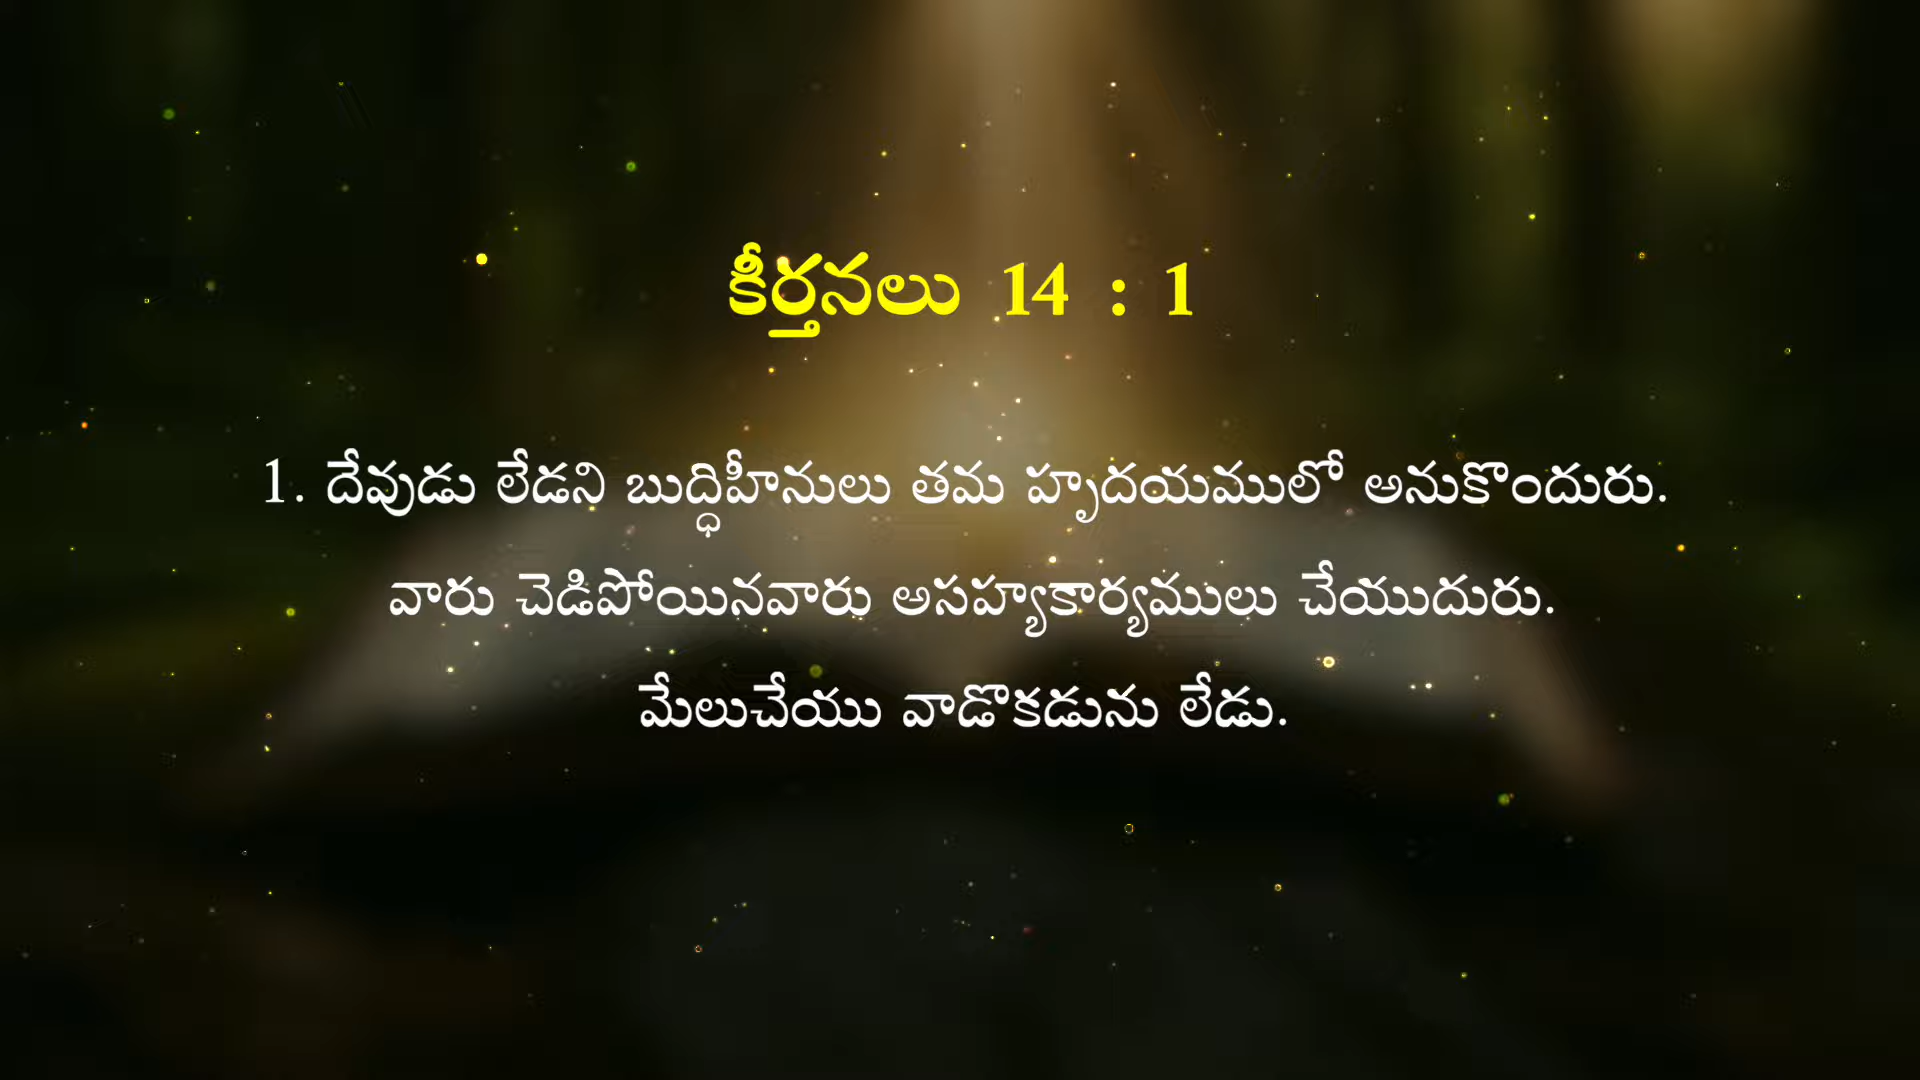 కీర్తనలు 14 : 1
1. దేవుడు లేడని బుద్ధిహీనులు తమ హృదయములో అనుకొందురు.
వారు చెడిపోయినవారు అసహ్యకార్యములు చేయుదురు.
మేలుచేయు వాడొకడును లేడు.